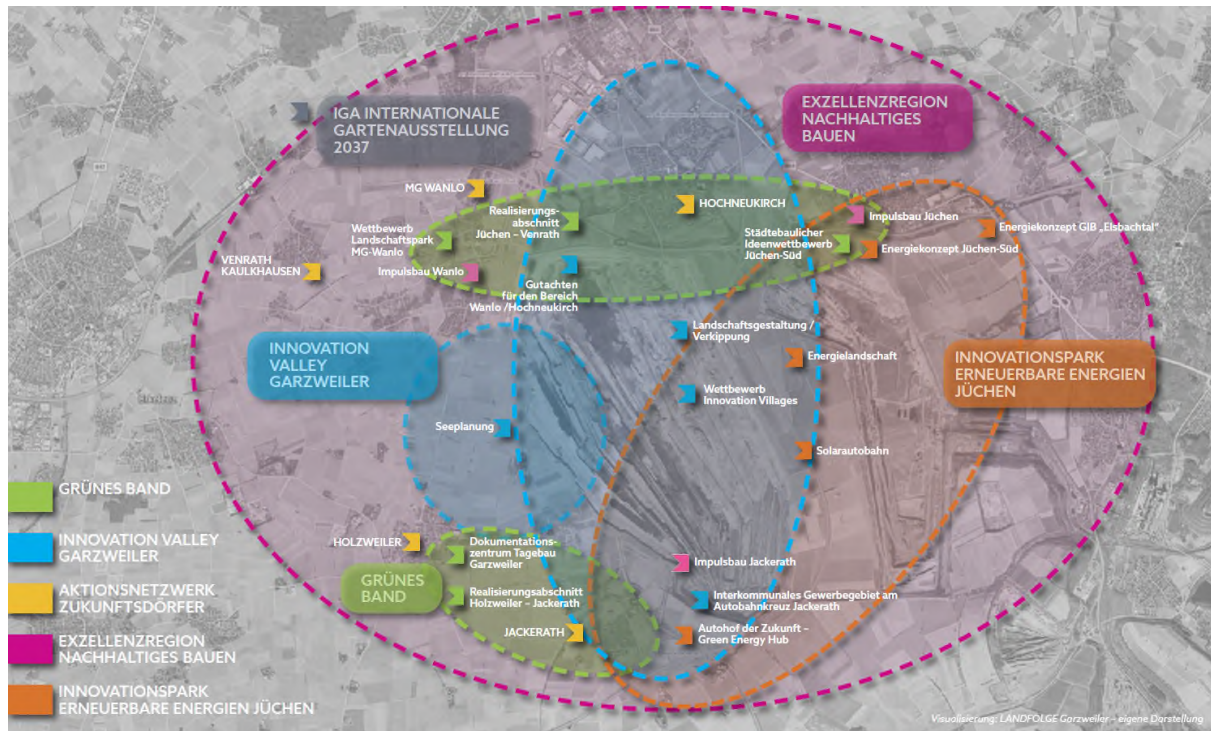 IGA INTERNATIONALE
GARTENAUSSTELLUNG
2037
EXZELLENZREGION
NACHHALTIGES
BAUEN
MG WANLO
Realisierungs-
abschnitt
Jüchen – Venrath
HOCHNEUKIRCH
Impulsbau Jüchen
Wettbewerb
Landschaftspark
MG-Wanlo
Städtebaulicher
Ideenwettbewerb
Jüchen-Süd
Energiekonzept GIB „Elsbachtal“
Energiekonzept Jüchen-Süd
VENRATH
KAULKHAUSEN
Impulsbau Wanlo
Gutachten
für den Bereich
Wanlo /Hochneukirch
Landschaftsgestaltung /
Verkippung
INNOVATION
VALLEY
GARZWEILER
Energielandschaft
INNOVATIONSPARK
ERNEUERBARE ENERGIEN
JÜCHEN
Wettbewerb
Innovation Villages
Seeplanung
Solarautobahn
GRÜNES BAND
INNOVATION VALLEY
GARZWEILER
AKTIONSNETZWERK
ZUKUNFTSDÖRFER
EXZELLENZREGION
NACHHALTIGES BAUEN
INNOVATIONSPARK
ERNEUERBARE ENERGIEN JÜCHEN
HOLZWEILER
Dokumentations-
zentrum Tagebau
Garzweiler
GRÜNES
BAND
Realisierungsabschnitt
Holzweiler – Jackerath
JACKERATH
Impulsbau Jackerath
Interkommunales Gewerbegebiet am
Autobahnkreuz Jackerath
Autohof der Zukunft –
Green Energy Hub
Visualisierung: LANDFOLGE Garzweiler – eigene Darstellung